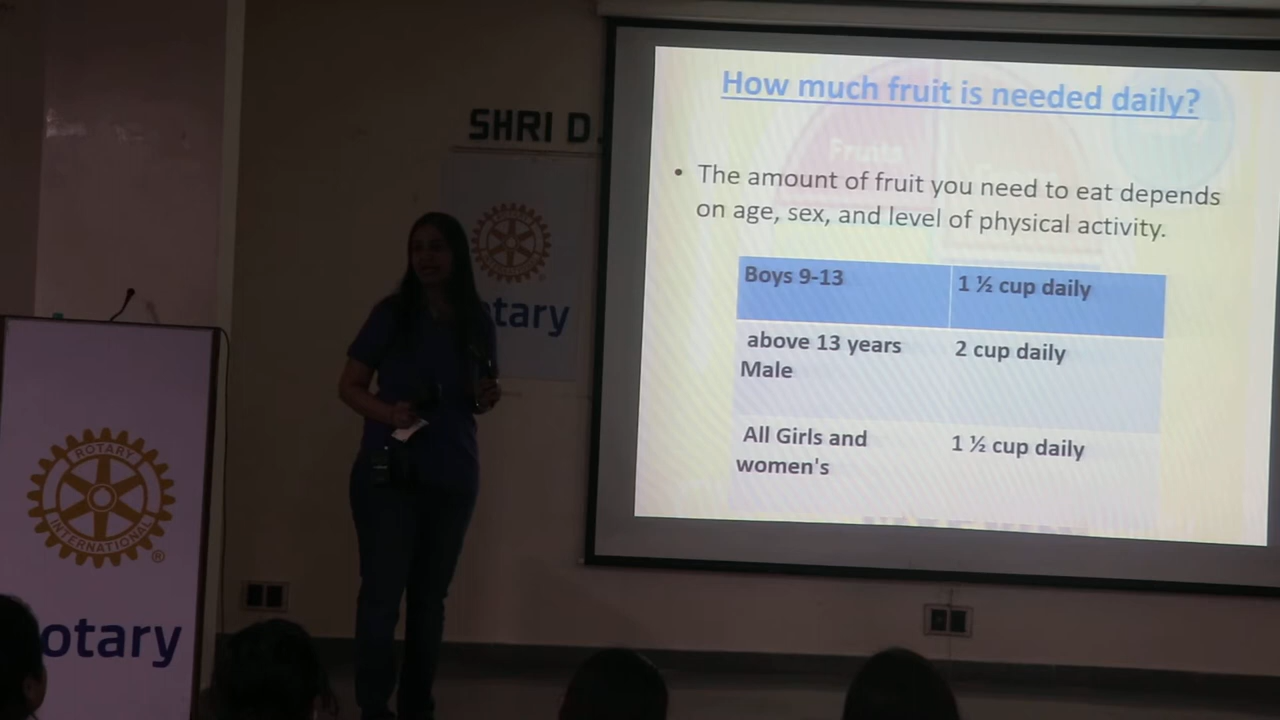 How much fruit is needed daily?
• The amount of fruit you need to eat depends
on age, sex, and level of physical activity.
Boys 9-13 1 ½ cup daily
above 13 years 2 cup daily
Male
All Girls and 1 ½ cup daily
women's
SHRI D.
tary
ROTARY
INTERNATIONAL
®
otary
Fruits